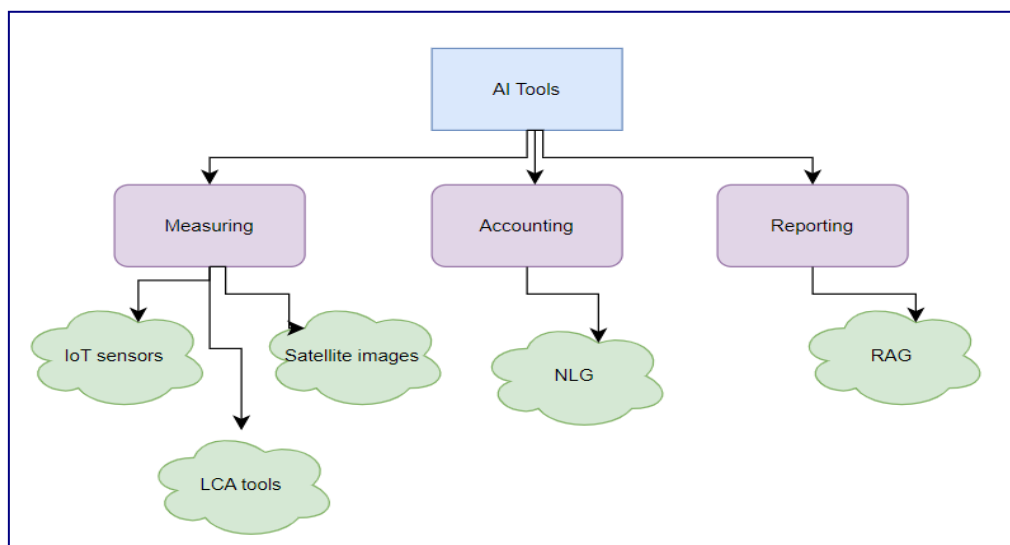 AI Tools
Measuring
Accounting
Reporting
IoT sensors
Satellite images
NLG
RAG
LCA tools